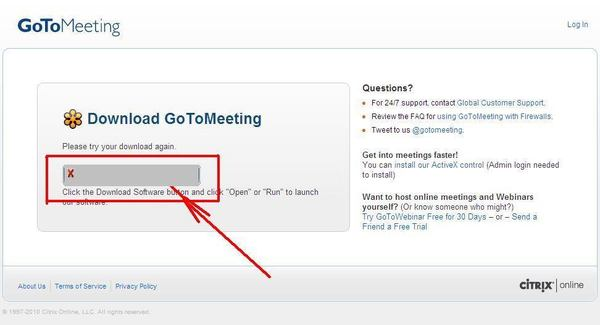 GoToMeeting
Log In
Download GoToMeeting
Please try your download again.
X
Click the Download Software button and click "Open" or "Run" to launch
our software.
Questions?
For 24/7 support, contact Global Customer Support.
Review the FAQ for using GoToMeeting with Firewalls.
Tweet to us @gotomeeting.
Get into meetings faster!
You can install our ActiveX control (Admin login needed
to install)
Want to host online meetings and Webinars
yourself? (Or know someone who might?)
Try GoToWebinar Free for 30 Days – or – Send a
Friend a Free Trial
About Us | Terms of Service | Privacy Policy
CITRIX | online
© 1997-2010 Citrix Online, LLC. All rights reserved.